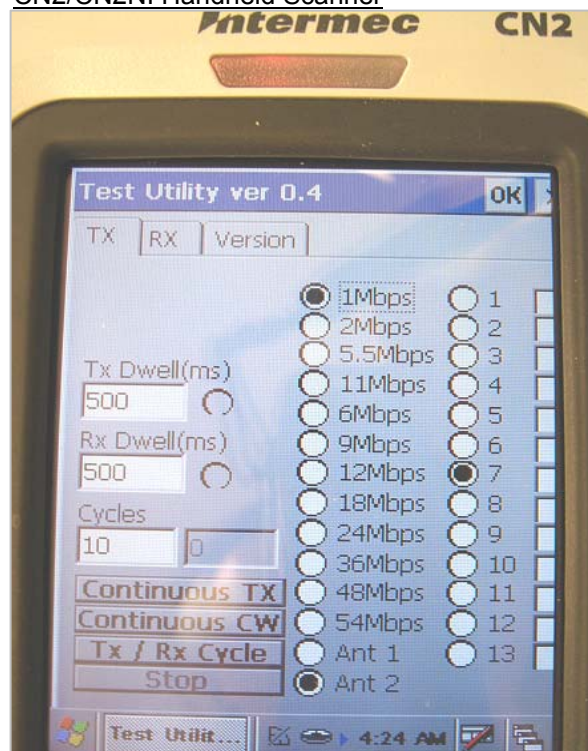 CN2/CN2NI Handheld Scanner
Intermec CN2
Test Utility ver 0.4 OK
TX RX Version
1Mbps 1
2Mbps 2
5.5Mbps 3
Tx Dwell(ms)
11Mbps 4
500
6Mbps 5
Rx Dwell(ms)
9Mbps 6
500
12Mbps 7
18Mbps 8
Cycles
24Mbps 9
10 0
36Mbps 10
Continuous TX 48Mbps 11
Continuous CW 54Mbps 12
Tx / Rx Cycle Ant 1 13
Stop Ant 2
Test Utilit... 4:24 AM